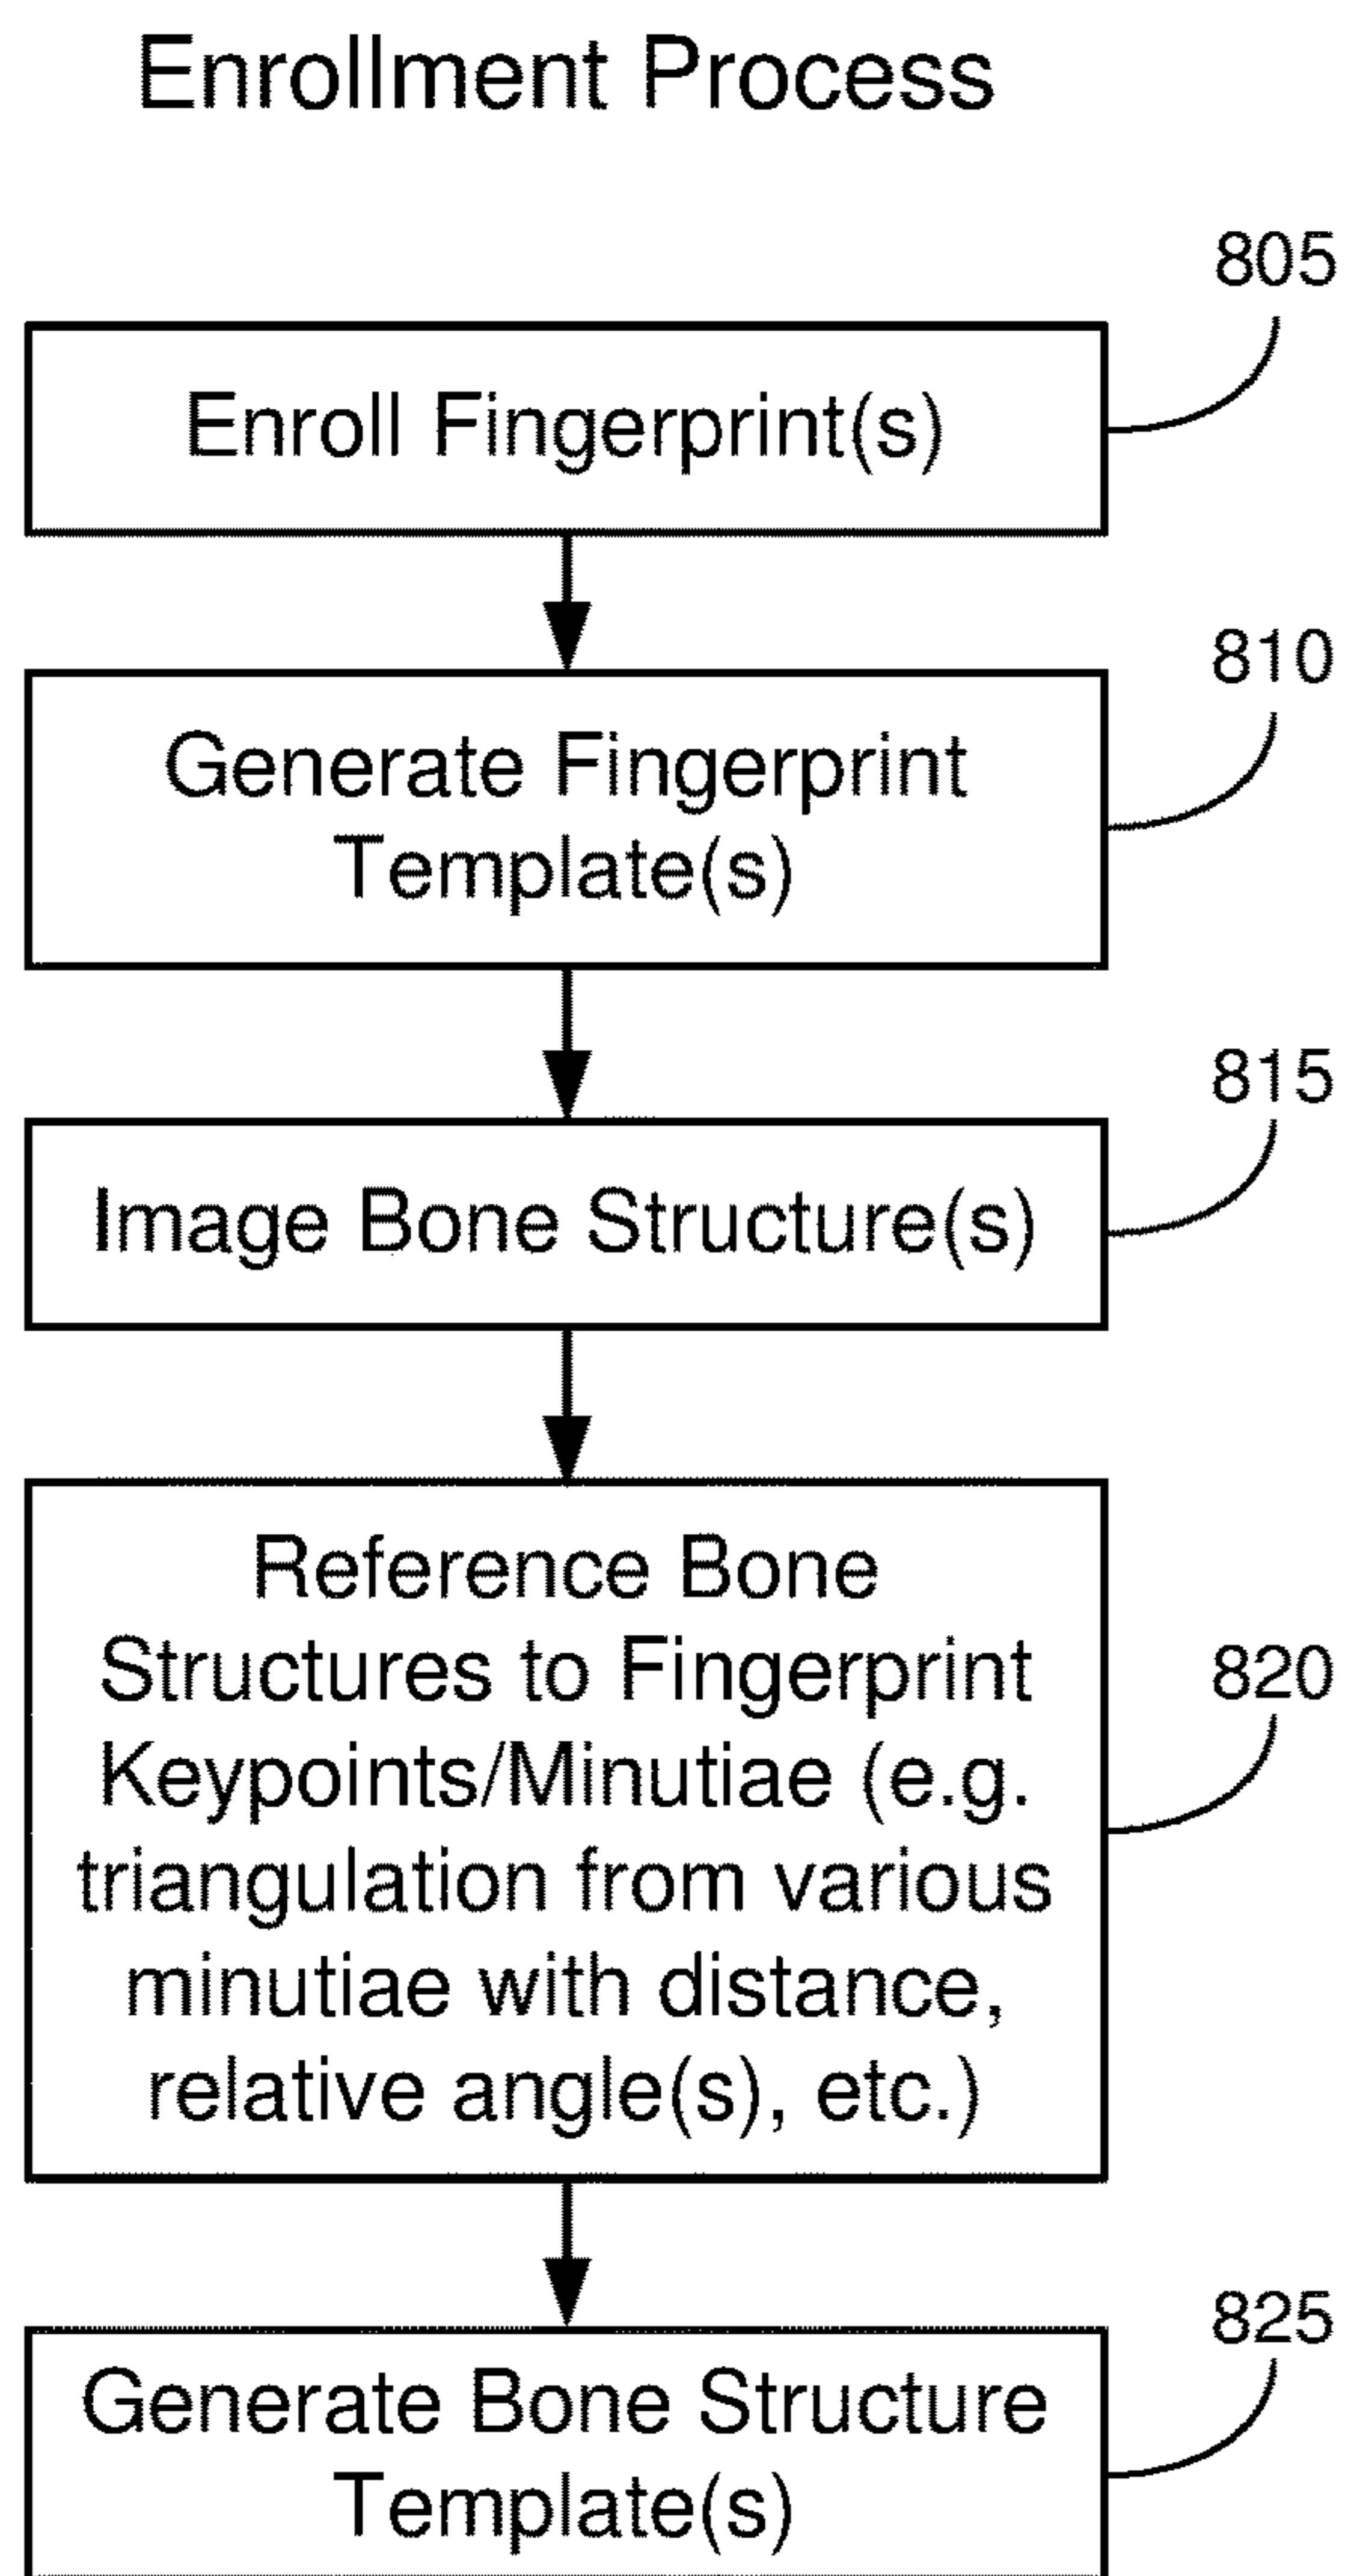 Enrollment Process
805
Enroll Fingerprint(s)
810
Generate Fingerprint
Template(s)
815
Image Bone Structure(s)
Reference Bone
Structures to Fingerprint
820
Keypoints/Minutiae (e.g.
triangulation from various
minutiae with distance,
relative angle(s), etc.)
825
Generate Bone Structure
Template(s)